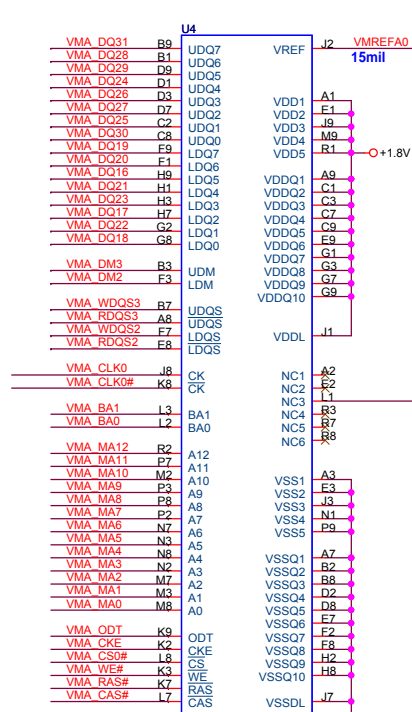 U4
VMA_DQ31 B9 UDQ7 VREF J2 VMREFA0
VMA_DQ28 B1 UDQ6 15mil
VMA_DQ29 D9 UDQ5
VMA_DQ24 D1 UDQ4
VMA_DQ26 D3 UDQ3 VDD1 A1
VMA_DQ27 D7 UDQ2 VDD2 E1
VMA_DQ25 C2 UDQ1 VDD3 J9
VMA_DQ30 C8 UDQ0 VDD4 M9
VMA_DQ19 F9 LDQ7 VDD5 R1 +1.8V
VMA_DQ20 F1 LDQ6
VMA_DQ16 H9 LDQ5 VDDQ1 A9
VMA_DQ21 H1 LDQ4 VDDQ2 C1
VMA_DQ23 H3 LDQ3 VDDQ3 C3
VMA_DQ17 H7 LDQ2 VDDQ4 C7
VMA_DQ22 G2 LDQ1 VDDQ5 C9
VMA_DQ18 G8 LDQ0 VDDQ6 E9
VDDQ7 G1
VMA_DM3 B3 UDM VDDQ8 G3
VMA_DM2 F3 LDM VDDQ9 G7
VDDQ10 G9
VMA_WDQS3 B7 UDQS
VMA_RDQS3 A8 UDQS
VMA_WDQS2 F7 LDQS VDDL J1
VMA_RDQS2 E8 LDQS
VMA_CLK0 J8 CK NC1 A2
VMA_CLK0# K8 CK NC2 E2
NC3 L1
VMA_BA1 L3 BA1 NC4 R3
VMA_BA0 L2 BA0 NC5 R7
NC6 R8
VMA_MA12 R2 A12
VMA_MA11 P7 A11
VMA_MA10 M2 A10 VSS1 A3
VMA_MA9 P3 A9 VSS2 E3
VMA_MA8 P8 A8 VSS3 J3
VMA_MA7 P2 A7 VSS4 N1
VMA_MA6 N7 A6 VSS5 P9
VMA_MA5 N3 A5
VMA_MA4 N8 A4 VSSQ1 A7
VMA_MA3 N2 A3 VSSQ2 B2
VMA_MA2 M7 A2 VSSQ3 B8
VMA_MA1 M3 A1 VSSQ4 D2
VMA_MA0 M8 A0 VSSQ5 D8
VSSQ6 E7
VMA_ODT K9 ODT VSSQ7 F2
VMA_CKE K2 CKE VSSQ8 F8
VMA_CS0# L8 CS VSSQ9 H2
VMA_WE# K3 WE VSSQ10 H8
VMA_RAS# K7 RAS
VMA_CAS# L7 CAS VSSDL J7